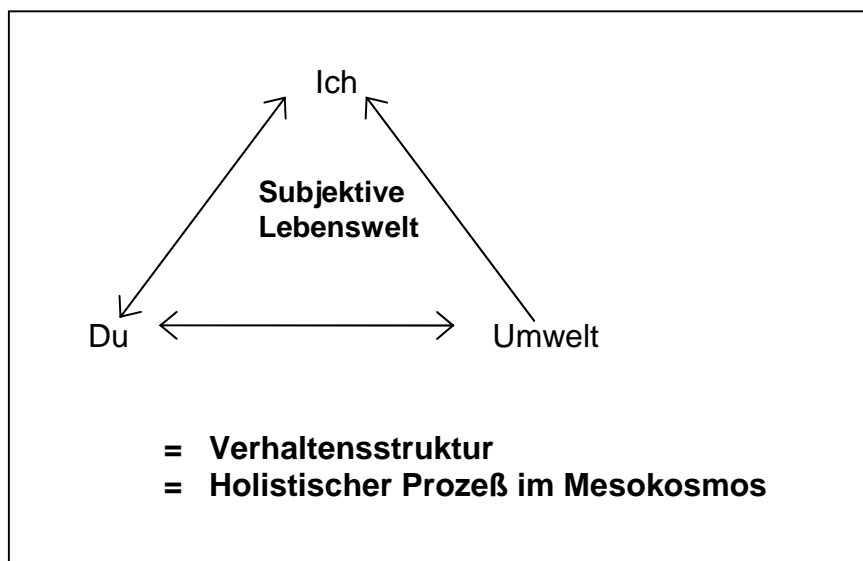 Ich
Subjektive
Lebenswelt
Du
Umwelt
= Verhaltensstruktur
= Holistischer Prozeß im Mesokosmos